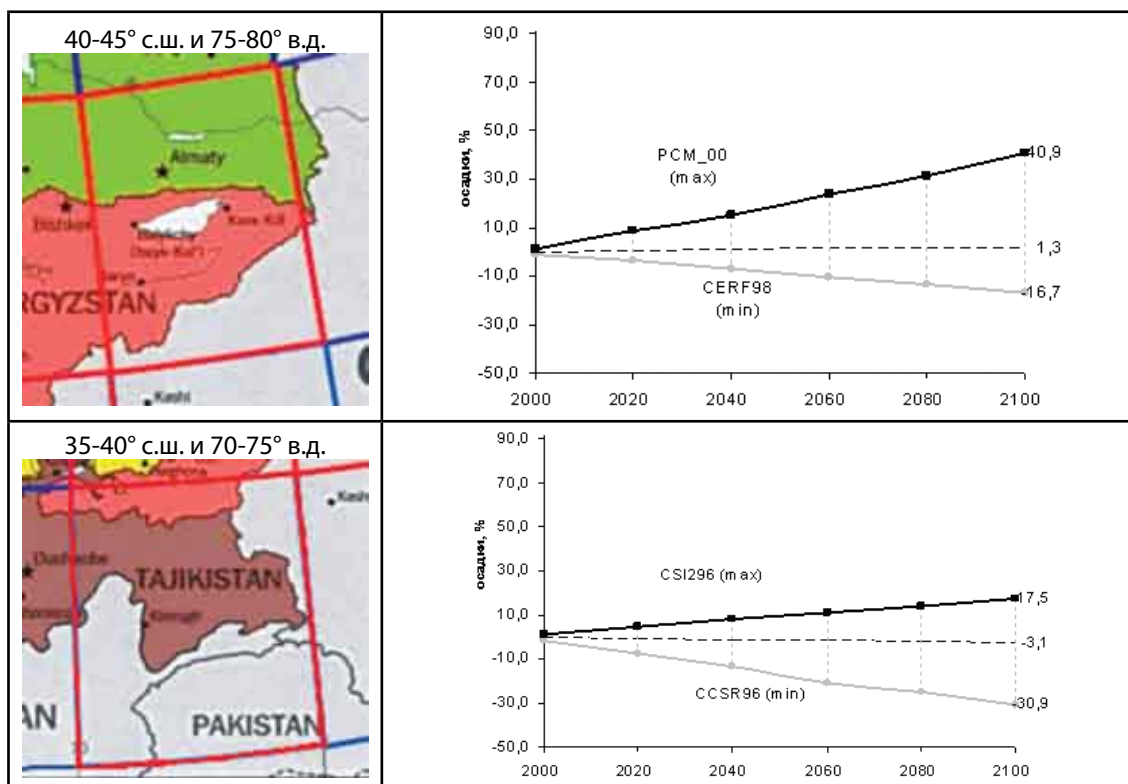 40-45° с.ш. и 75-80° в.д.
Almaty
Bishkek
RGYZSTAN
Kashi
90,0
70,0
50,0
30,0
10,0
-10,0
-30,0
-50,0
осадки, %
PCM_00
(max)
CERF98
(min)
40,9
1,3
-16,7
2000 2020 2040 2060 2080 2100
35-40° с.ш. и 70-75° в.д.
Dushanbe
TAJIKISTAN
AN
PAKISTAN
90,0
70,0
50,0
30,0
10,0
-10,0
-30,0
-50,0
осадки, %
CSI296 (max)
CCSR96 (min)
17,5
-3,1
-30,9
2000 2020 2040 2060 2080 2100